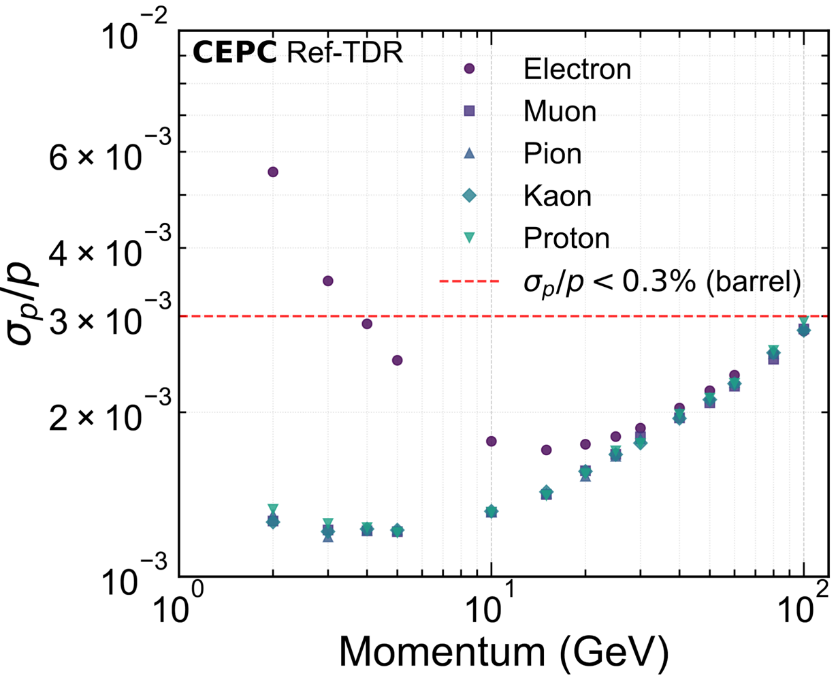 CEPC Ref-TDR
Electron
Muon
Pion
Kaon
Proton
σₚ/p < 0.3% (barrel)
10⁻²
6 × 10⁻³
4 × 10⁻³
3 × 10⁻³
2 × 10⁻³
10⁻³
σₚ/p
10⁰
10¹
10²
Momentum (GeV)